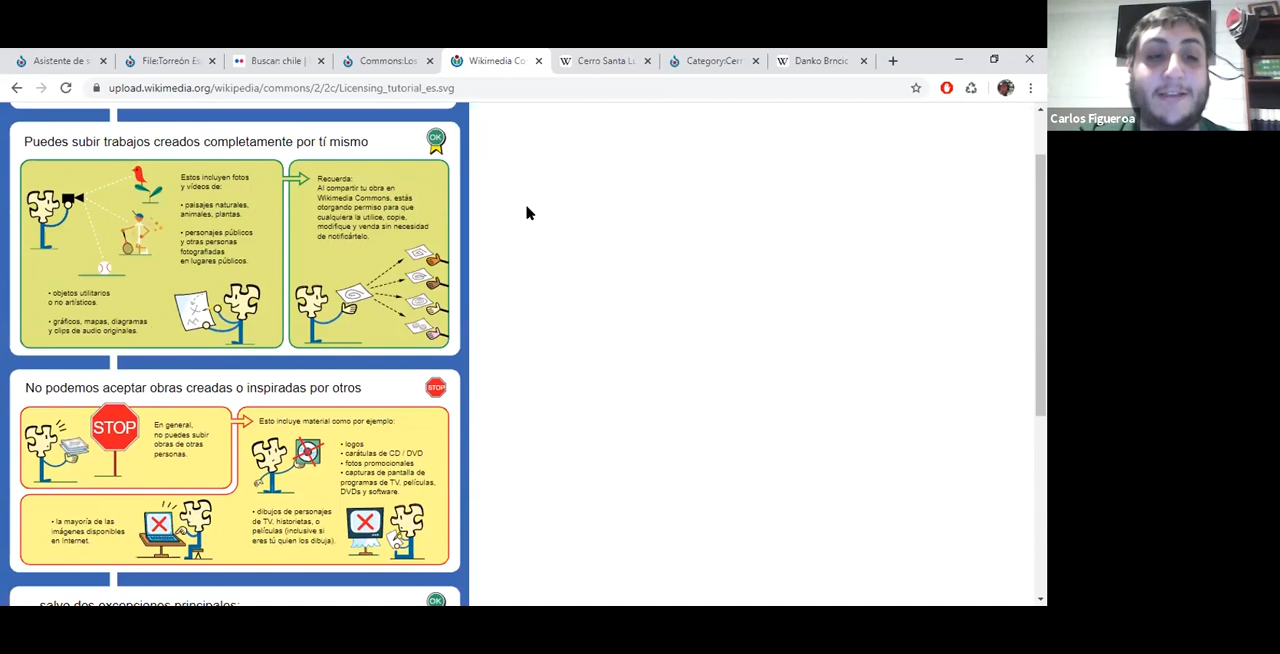 Asistente de s
File:Torreón Es
Buscar: chile | F
Commons:Los
Wikimedia Co
Cerro Santa Lu
Category:Cerr
Danko Brncic
upload.wikimedia.org/wikipedia/commons/2/2c/Licensing_tutorial_es.svg
Carlos Figueroa
Puedes subir trabajos creados completamente por tí mismo
OK
Estos incluyen fotos
y vídeos de:
• paisajes naturales,
animales, plantas.
• personajes públicos
y otras personas
fotografiadas
en lugares públicos.
• objetos utilitarios
o no artísticos.
• gráficos, mapas, diagramas
y clips de audio originales.
Recuerda:
Al compartir tu obra en
Wikimedia Commons, estás
otorgando permiso para que
cualquiera la utilice, copie,
modifique y venda sin necesidad
de notificártelo.
No podemos aceptar obras creadas o inspiradas por otros
STOP
STOP
En general,
no puedes subir
obras de otras
personas.
Esto incluye material como por ejemplo:
• logos
• carátulas de CD / DVD
• fotos promocionales
• capturas de pantalla de
programas de TV, películas,
DVDs y software.
• la mayoría de las
imágenes disponibles
en Internet.
• dibujos de personajes
de TV, historietas, o
películas (inclusive si
eres tú quien los dibuja).
...salvo dos excepciones principales:
OK